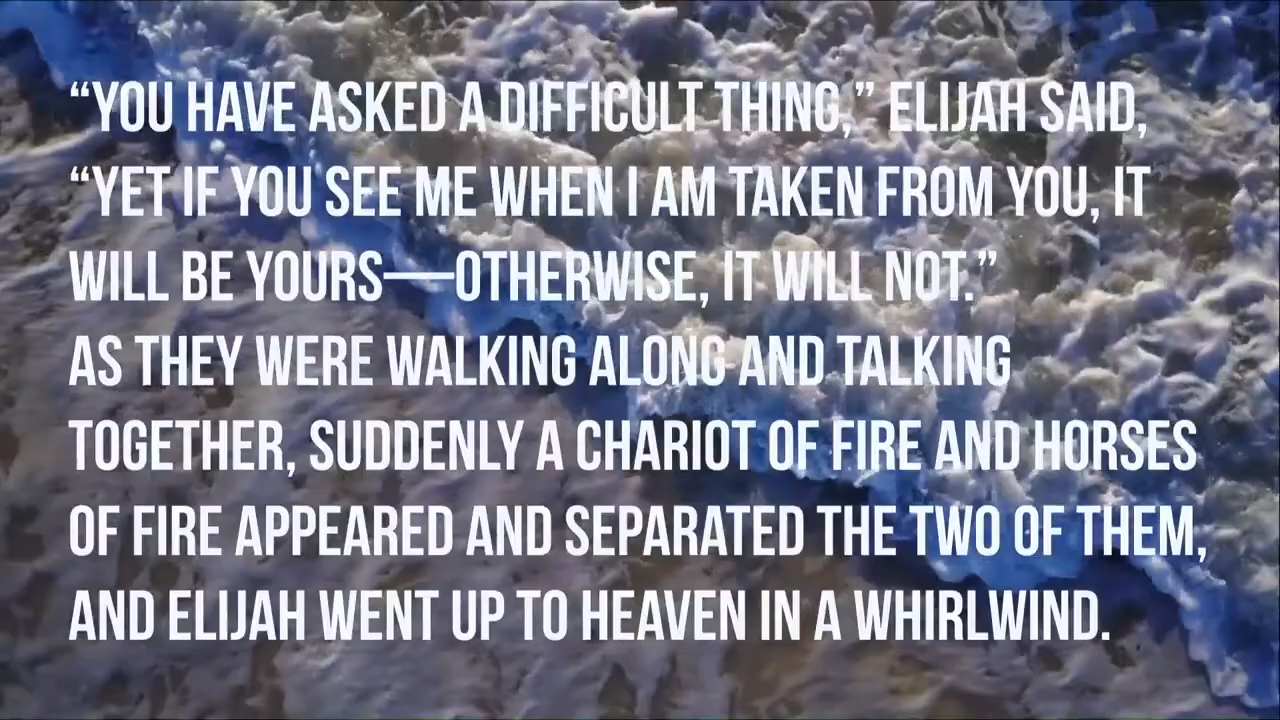 “YOU HAVE ASKED A DIFFICULT THING,” ELIJAH SAID,
“YET IF YOU SEE ME WHEN I AM TAKEN FROM YOU, IT
WILL BE YOURS—OTHERWISE, IT WILL NOT.”
AS THEY WERE WALKING ALONG AND TALKING
TOGETHER, SUDDENLY A CHARIOT OF FIRE AND HORSES
OF FIRE APPEARED AND SEPARATED THE TWO OF THEM,
AND ELIJAH WENT UP TO HEAVEN IN A WHIRLWIND.